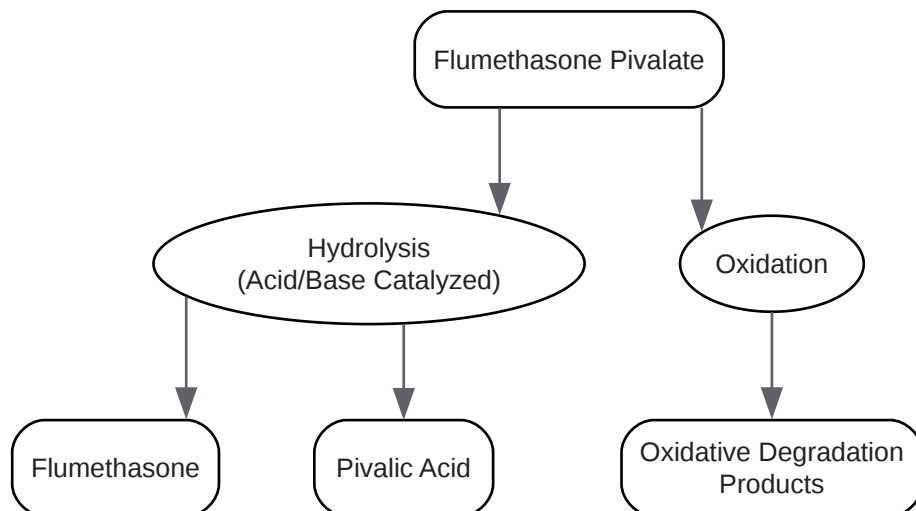 Flumethasone Pivalate
Hydrolysis
(Acid/Base Catalyzed)
Oxidation
Flumethasone
Pivalic Acid
Oxidative Degradation
Products